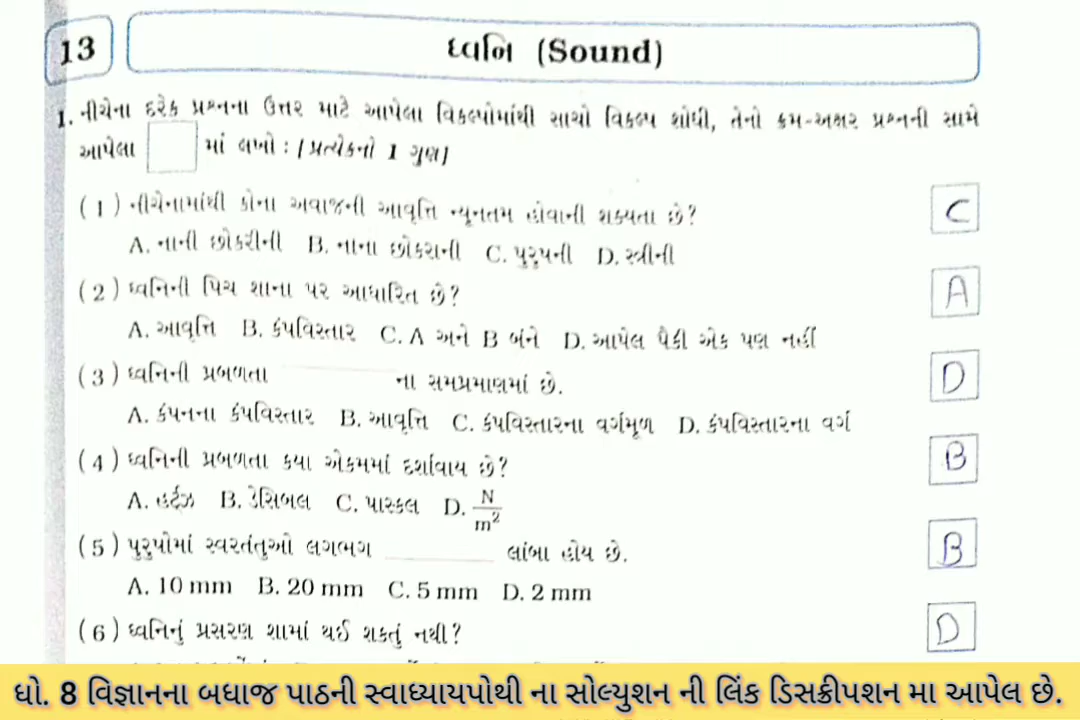 13
ધ્વનિ (Sound)
1. નીચેના દરેક પ્રશ્નના ઉત્તર માટે આપેલા વિકલ્પોમાંથી સાચો વિકલ્પ શોધી, તેનો ક્રમ-અક્ષર પ્રશ્નની સામે
આપેલા માં લખો : [પ્રત્યેકનો 1 ગુણ]
(1) નીચેનામાંથી કોના અવાજની આવૃત્તિ ન્યૂનતમ હોવાની શક્યતા છે? C
A. નાની છોકરીની B. નાના છોકરાની C. પુરુષની D. સ્ત્રીની
(2) ધ્વનિની પિચ શાના પર આધારિત છે? A
A. આવૃત્તિ B. કંપવિસ્તાર C. A અને B બંને D. આપેલ પૈકી એક પણ નહીં
(3) ધ્વનિની પ્રબળતા ના સમપ્રમાણમાં છે. D
A. કંપનના કંપવિસ્તાર B. આવૃત્તિ C. કંપવિસ્તારના વર્ગમૂળ D. કંપવિસ્તારના વર્ગ
(4) ધ્વનિની પ્રબળતા કયા એકમમાં દર્શાવાય છે? B
A. હર્ટ્ઝ B. ડેસિબલ C. પાસ્કલ D. N/m²
(5) પુરુષોમાં સ્વરતંતુઓ લગભગ ________ લાંબા હોય છે. B
A. 10 mm B. 20 mm C. 5 mm D. 2 mm
(6) ધ્વનિનું પ્રસરણ શામાં થઈ શકતું નથી? D
ધો. 8 વિજ્ઞાનના બધાજ પાઠની સ્વાધ્યાયપોથી ના સોલ્યુશન ની લિંક ડિસક્રીપશન મા આપેલ છે.